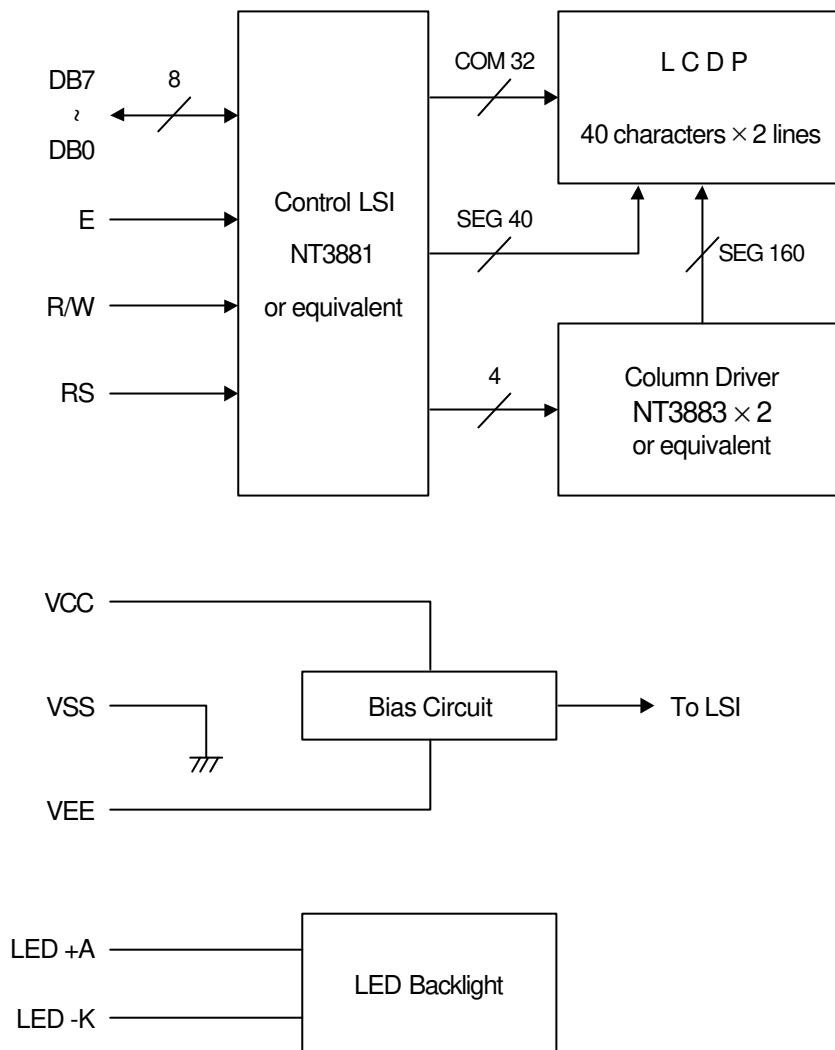 DB7
~
DB0
8
E
R/W
RS
Control LSI
NT3881
or equivalent
COM 32
SEG 40
4
L C D P
40 characters × 2 lines
SEG 160
Column Driver
NT3883 × 2
or equivalent
VCC
VSS
VEE
Bias Circuit
To LSI
LED +A
LED -K
LED Backlight